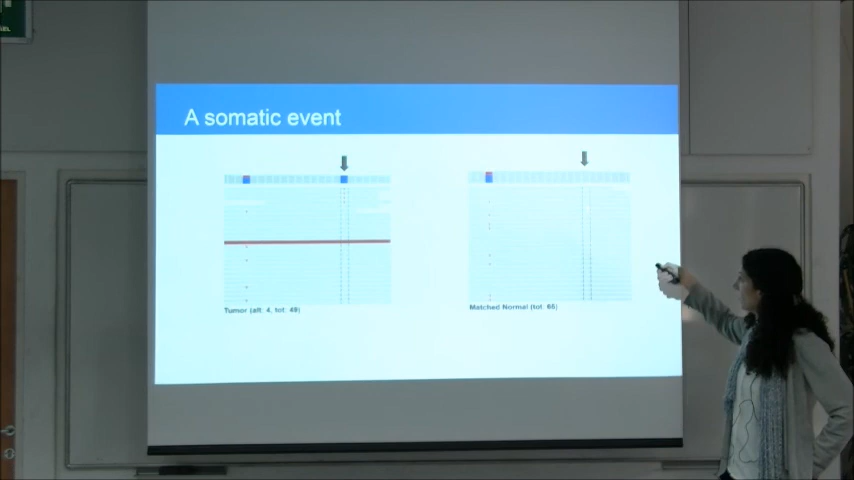 A somatic event
Tumor (alt: 4, tot: 49)
Matched Normal (tot: 66)